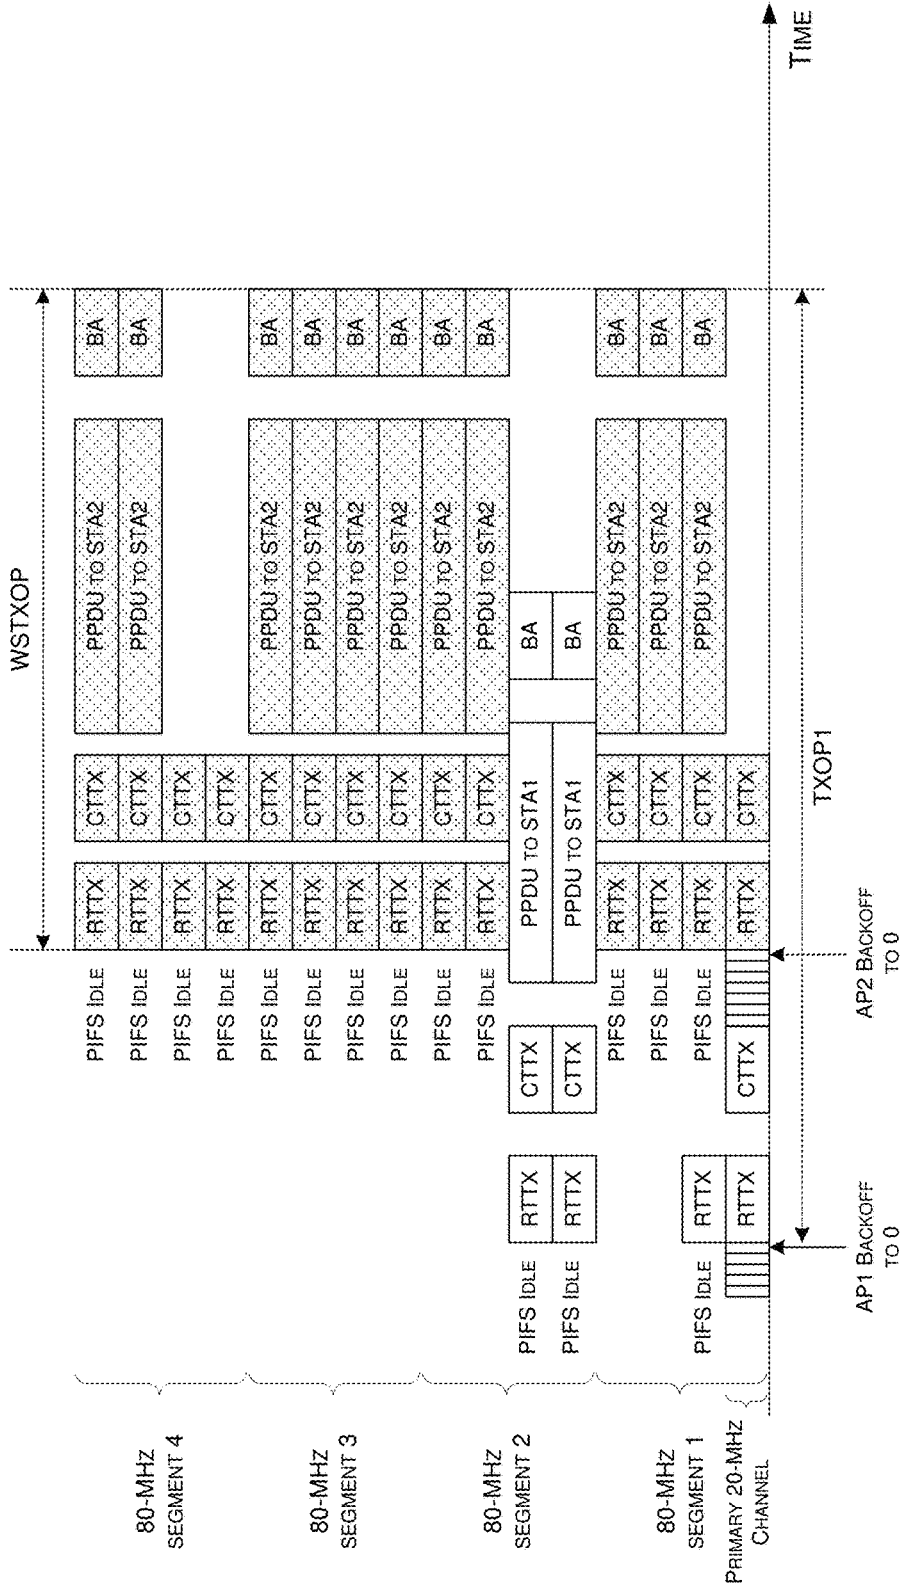 WSTXOP
80-MHz
segment 4
PIFS Idle RTTX CTTX PPDU to STA2 BA
PIFS Idle RTTX CTTX PPDU to STA2 BA
PIFS Idle RTTX CTTX
PIFS Idle RTTX CTTX
80-MHz
segment 3
PIFS Idle RTTX CTTX PPDU to STA2 BA
PIFS Idle RTTX CTTX PPDU to STA2 BA
PIFS Idle RTTX CTTX PPDU to STA2 BA
PIFS Idle RTTX CTTX PPDU to STA2 BA
80-MHz
segment 2
PIFS Idle RTTX CTTX PPDU to STA2 BA
PIFS Idle RTTX CTTX PPDU to STA2 BA
PIFS Idle RTTX CTTX PPDU to STA1 BA
PIFS Idle RTTX CTTX PPDU to STA1 BA
80-MHz
segment 1
PIFS Idle RTTX CTTX PPDU to STA2 BA
PIFS Idle RTTX CTTX PPDU to STA2 BA
PIFS Idle RTTX PIFS Idle RTTX CTTX PPDU to STA2 BA
Primary 20-MHz
Channel
RTTX CTTX RTTX CTTX
Time
TXOP1
AP1 Backoff
to 0
AP2 Backoff
to 0